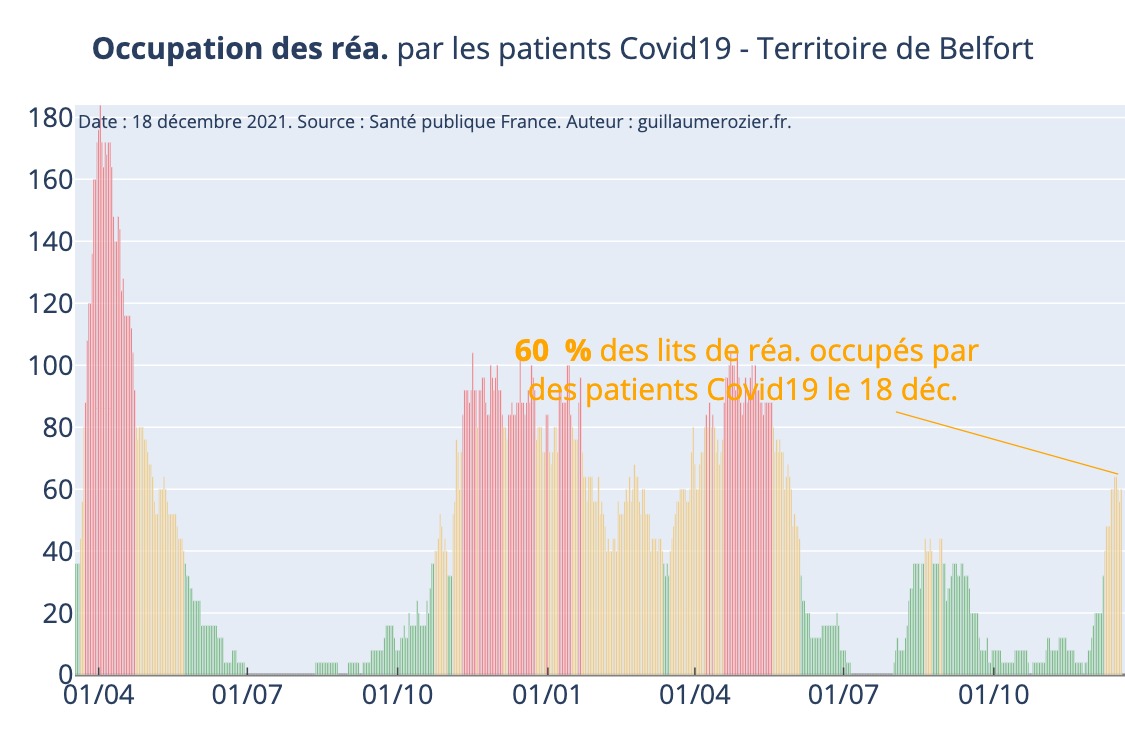 Occupation des réa. par les patients Covid19 - Territoire de Belfort
180
Date : 18 décembre 2021. Source : Santé publique France. Auteur : guillaumerozier.fr.
160
140
120
100
60 % des lits de réa. occupés par
des patients Covid19 le 18 déc.
80
60
40
20
0
01/04 01/07 01/10 01/01 01/04 01/07 01/10